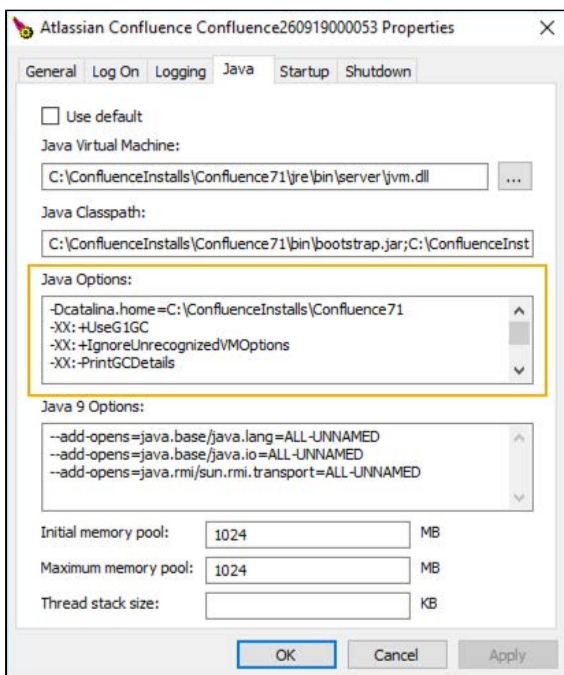 Atlassian Confluence Confluence260919000053 Properties
General Log On Logging Java Startup Shutdown
Use default
Java Virtual Machine:
C:\ConfluenceInstalls\Confluence71\jre\bin\server\jvm.dll ...
Java Classpath:
C:\ConfluenceInstalls\Confluence71\bin\bootstrap.jar;C:\ConfluenceInst
Java Options:
-Dcatalina.home=C:\ConfluenceInstalls\Confluence71
-XX:+UseG1GC
-XX:+IgnoreUnrecognizedVMOptions
-XX:-PrintGCDetails
Java 9 Options:
--add-opens=java.base/java.lang=ALL-UNNAMED
--add-opens=java.base/java.io=ALL-UNNAMED
--add-opens=java.rmi/sun.rmi.transport=ALL-UNNAMED
Initial memory pool: 1024 MB
Maximum memory pool: 1024 MB
Thread stack size: KB
OK Cancel Apply